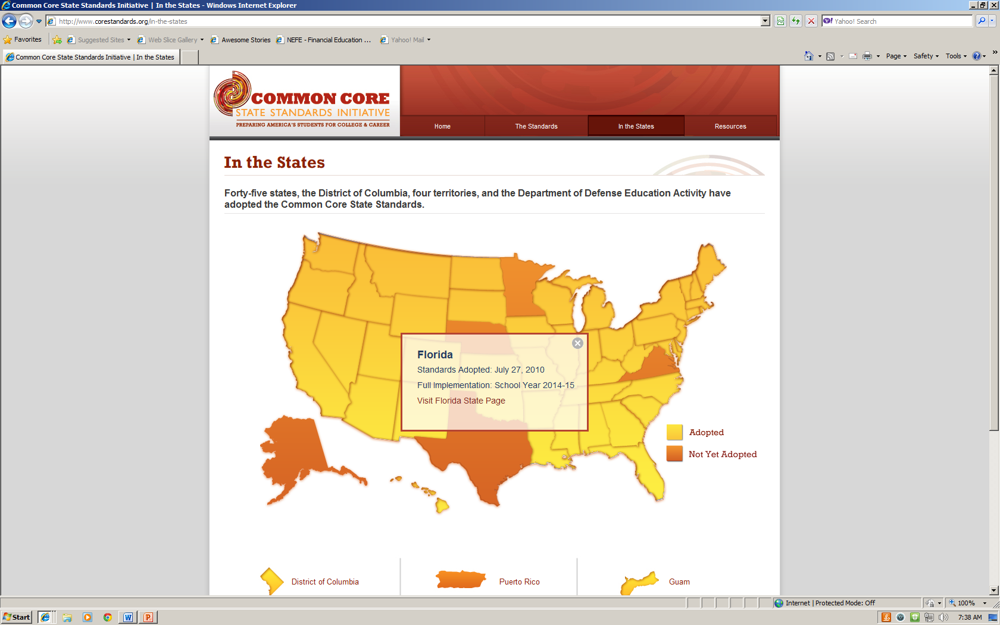 Common Core State Standards Initiative | In the States - Windows Internet Explorer
http://www.corestandards.org/in-the-states
Yahoo! Search
Favorites
Suggested Sites
Web Slice Gallery
Awesome Stories
NEFE - Financial Education ...
Yahoo! Mail
Common Core State Standards Initiative | In the States
Page
Safety
Tools
COMMON CORE
STATE STANDARDS INITIATIVE
PREPARING AMERICA'S STUDENTS FOR COLLEGE & CAREER
Home
The Standards
In the States
Resources
In the States
Forty-five states, the District of Columbia, four territories, and the Department of Defense Education Activity have
adopted the Common Core State Standards.
Florida
Standards Adopted: July 27, 2010
Full Implementation: School Year 2014-15
Visit Florida State Page
Adopted
Not Yet Adopted
District of Columbia
Puerto Rico
Guam
Internet | Protected Mode: Off
100%
Start
7:38 AM